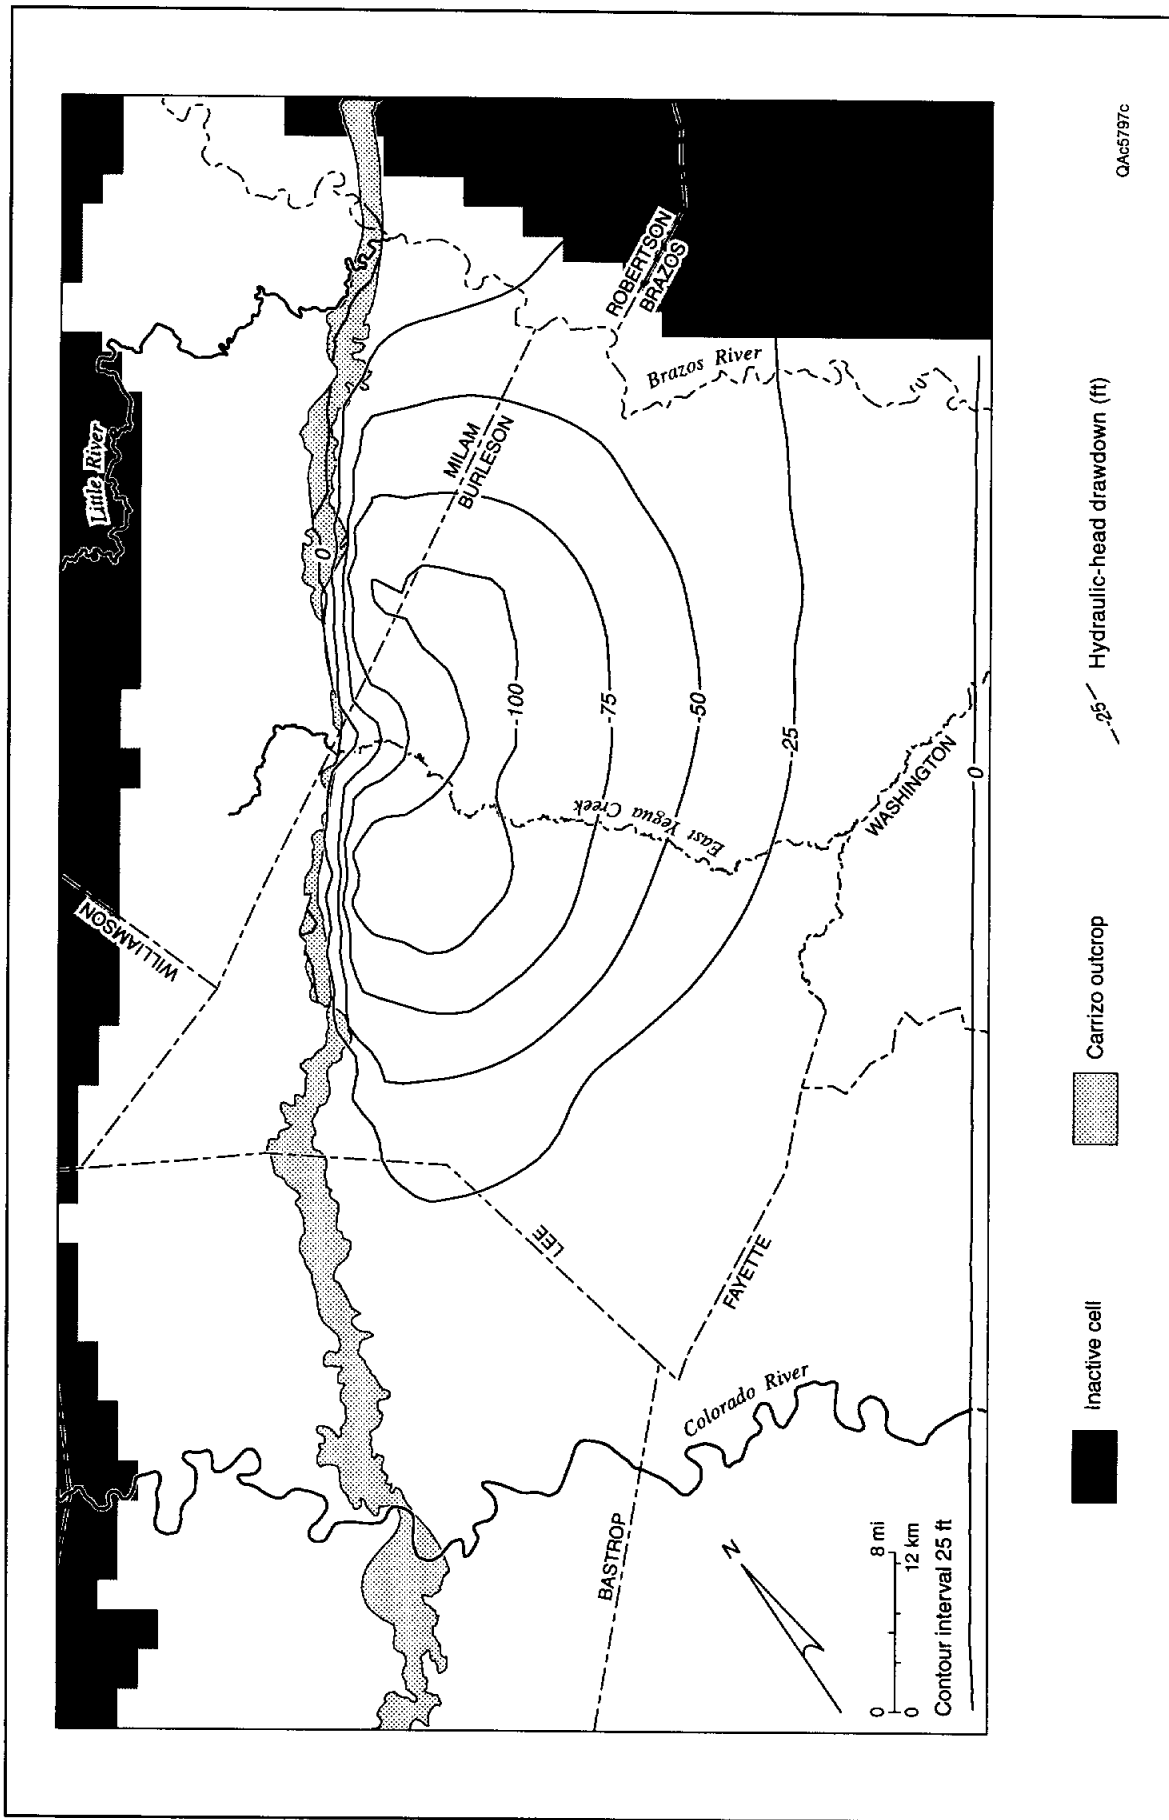 Little River
WILLIAMSON
MILAM
BURLESON
ROBERTSON
BRAZOS
Brazos River
0
-100
-75
-50
-25
East Yegua Creek
WASHINGTON
0
LEE
FAYETTE
Colorado River
BASTROP
N
0 8 mi
0 12 km
Contour interval 25 ft
Inactive cell
Carrizo outcrop
-25 Hydraulic-head drawdown (ft)
QAc5797c